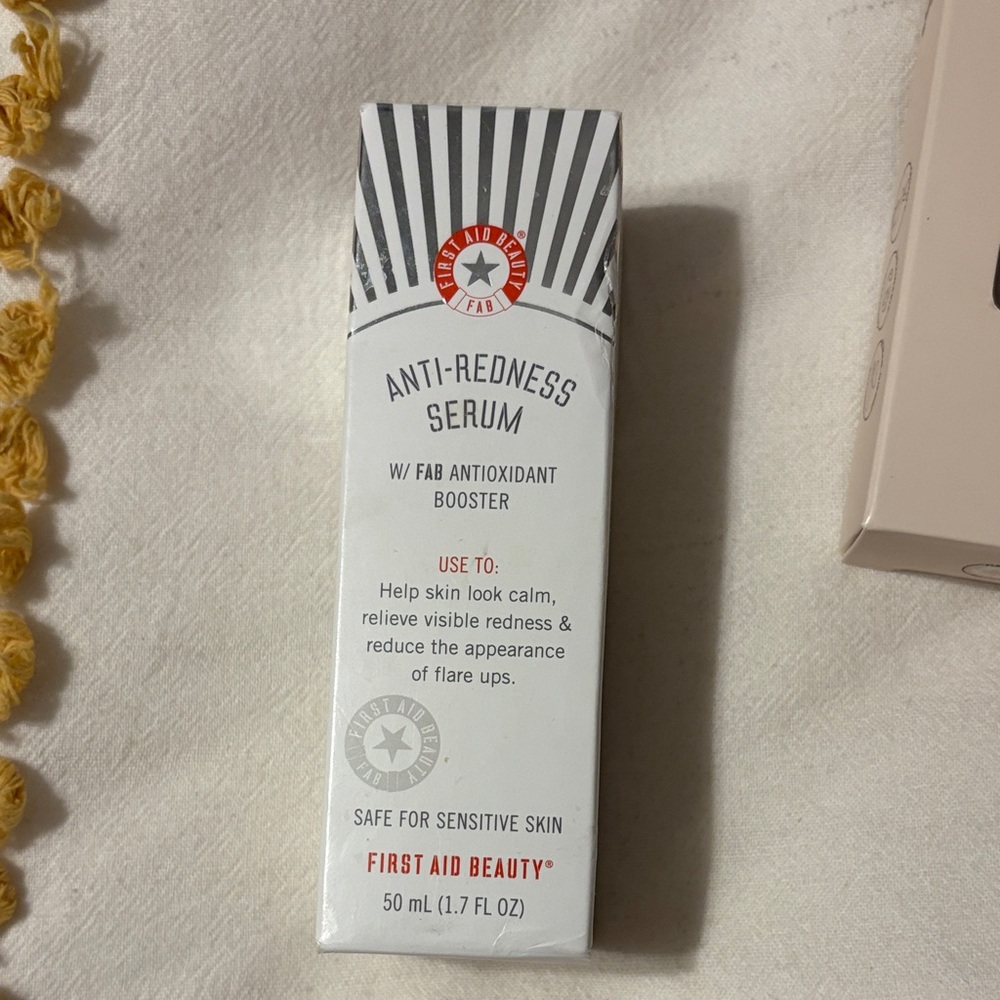 FIRST AID BEAUTY®
FAB
ANTI-REDNESS
SERUM
W/ FAB ANTIOXIDANT
BOOSTER
USE TO:
Help skin look calm,
relieve visible redness &
reduce the appearance
of flare ups.
FIRST AID BEAUTY
FAB
SAFE FOR SENSITIVE SKIN
FIRST AID BEAUTY®
50 mL (1.7 FL OZ)